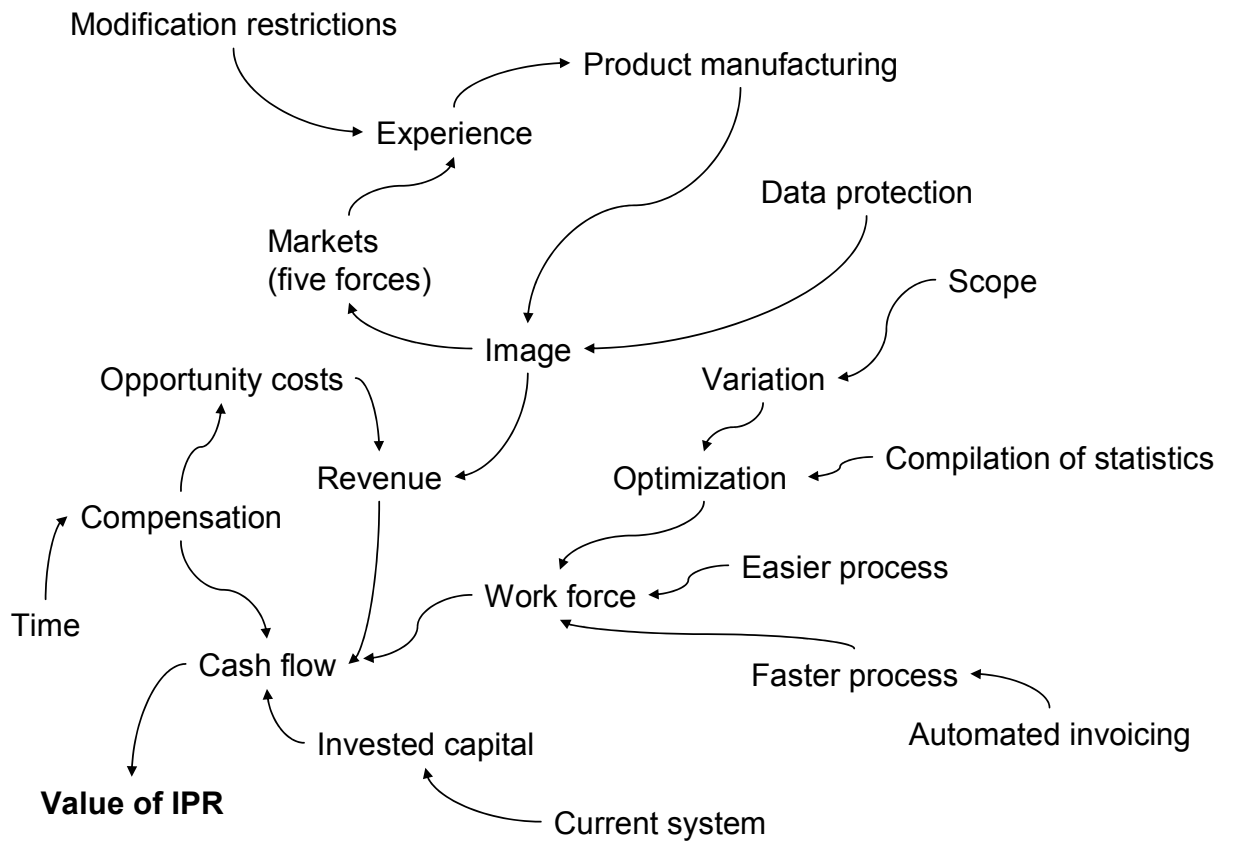 Modification restrictions
Product manufacturing
Experience
Data protection
Markets
(five forces)
Scope
Image
Opportunity costs
Variation
Revenue
Optimization
Compilation of statistics
Compensation
Easier process
Work force
Time
Cash flow
Faster process
Automated invoicing
Invested capital
Value of IPR
Current system